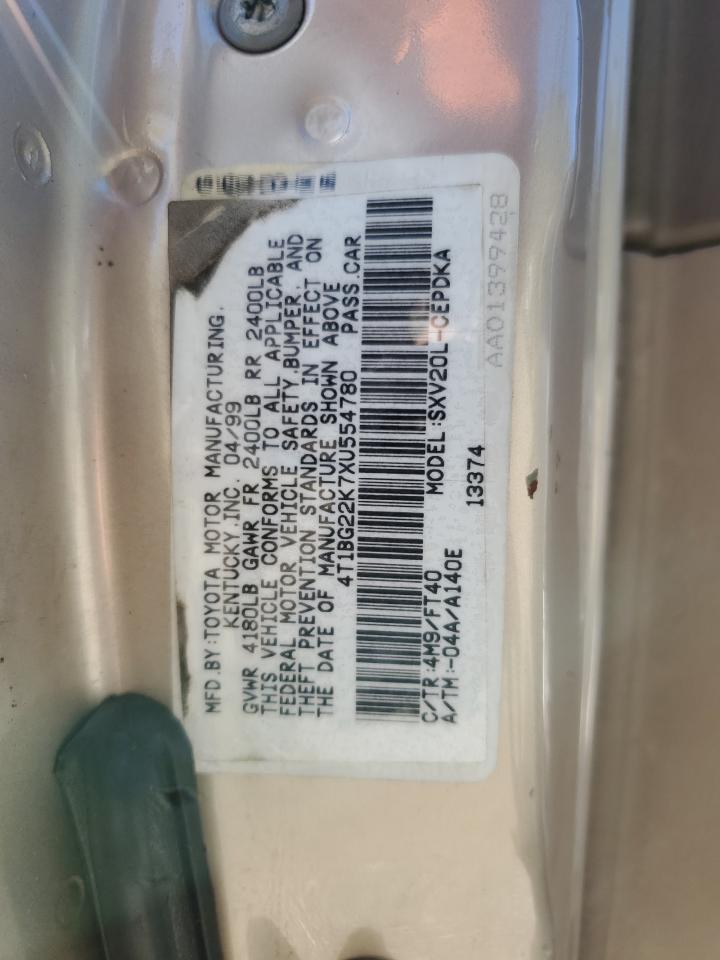 MFD.BY:TOYOTA MOTOR MANUFACTURING,
KENTUCKY,INC. 04/99
GVWR 4180LB GAWR FR 2400LB RR 2400LB
THIS VEHICLE CONFORMS TO ALL APPLICABLE
FEDERAL MOTOR VEHICLE SAFETY,BUMPER, AND
THEFT PREVENTION STANDARDS IN EFFECT ON
THE DATE OF MANUFACTURE SHOWN ABOVE
4T1BG22K7XU554780 PASS.CAR
C/TR:4M9/FT40 MODEL:SXV20L-CEPDKA
A/TM:-04A/A140E 13374
AA01399428